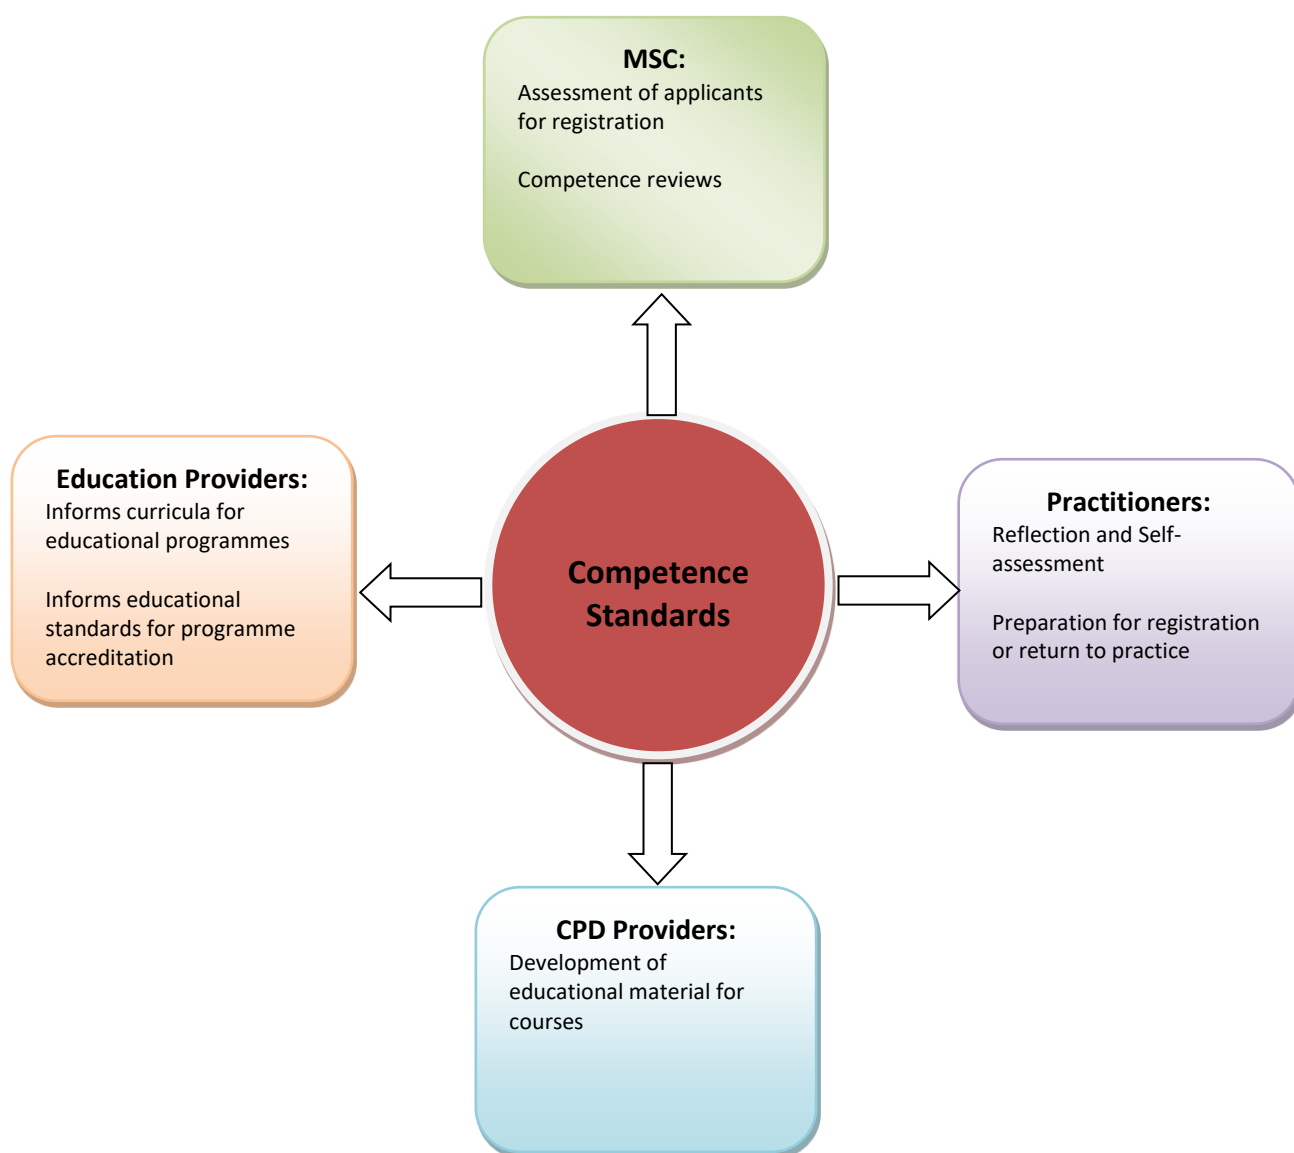 MSC:
Assessment of applicants
for registration
Competence reviews
Education Providers:
Informs curricula for
educational programmes
Informs educational
standards for programme
accreditation
Competence
Standards
Practitioners:
Reflection and Self-
assessment
Preparation for registration
or return to practice
CPD Providers:
Development of
educational material for
courses